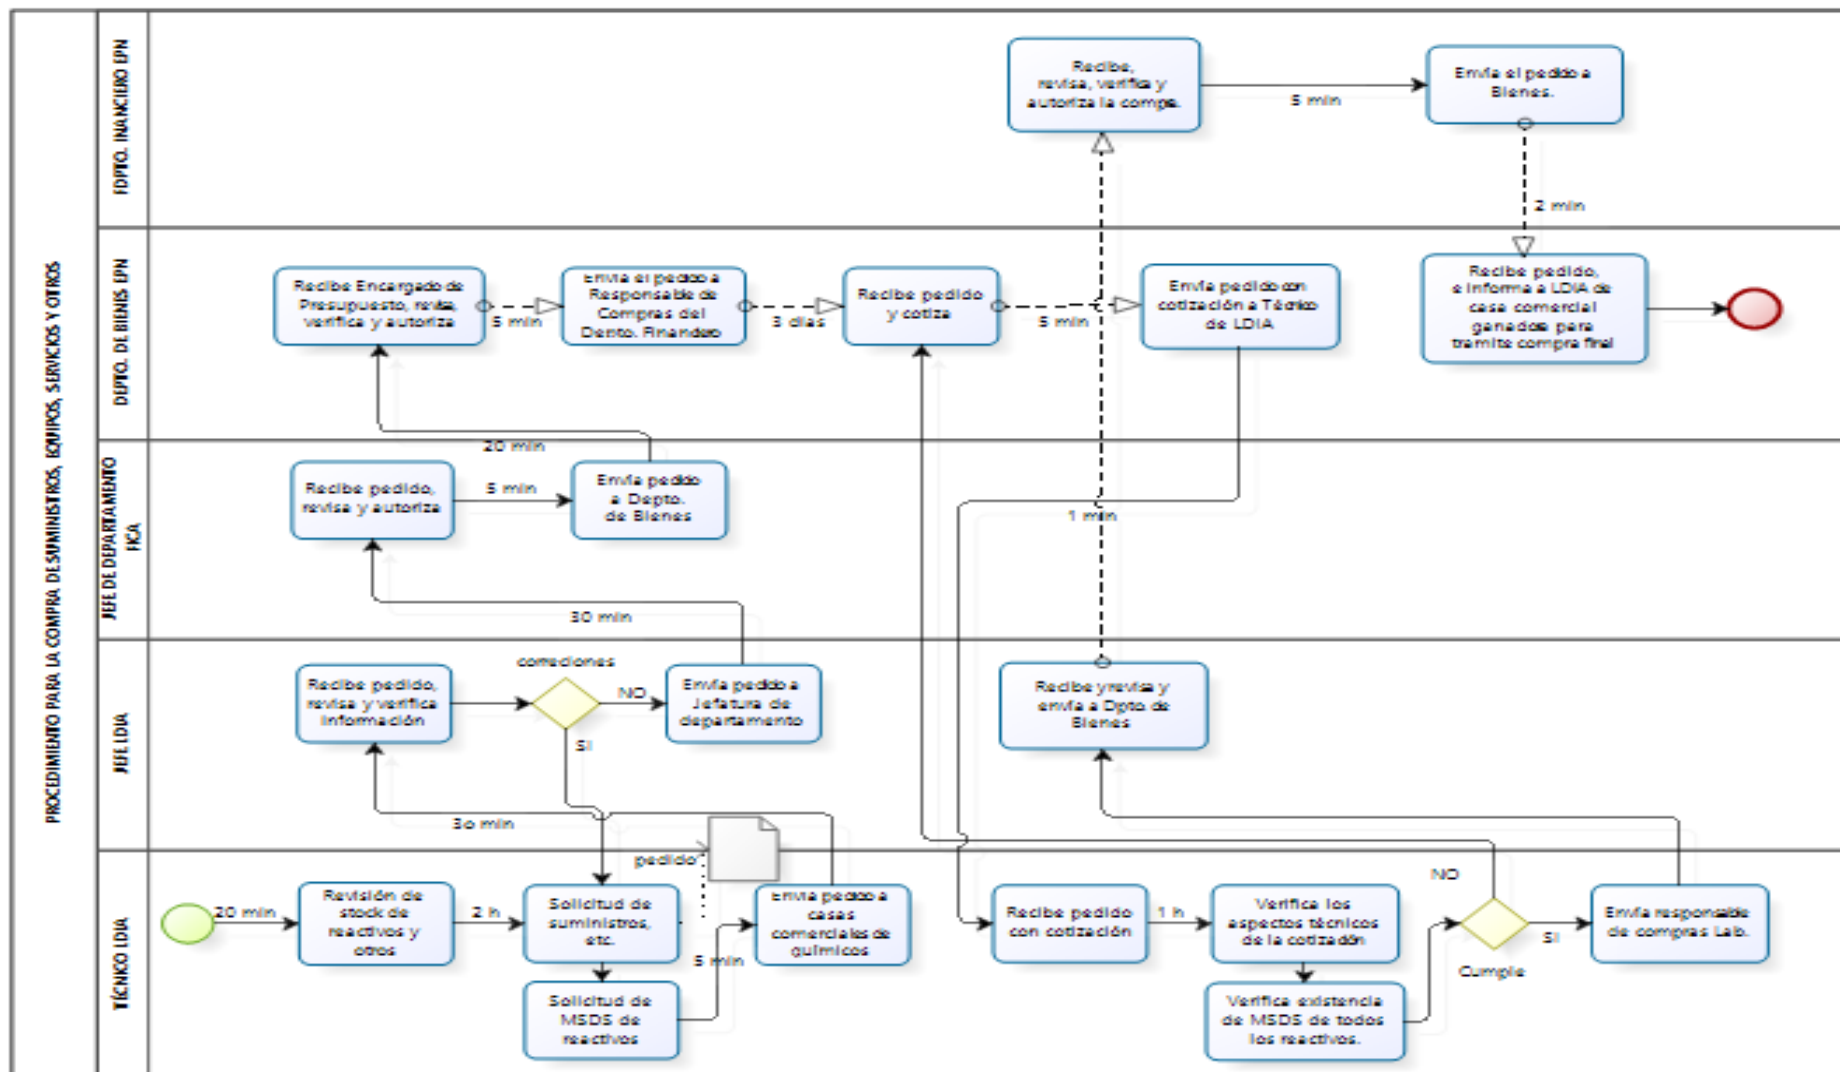 PROCEDIMIENTO PARA LA COMPRA DE SUMINISTROS, EQUIPOS, SERVICIOS Y OTROS
FDPTO. INANCIERO EPN
Recibe,
revisa, verifica y
autoriza la compra.
5 min
Envía el pedido a
Bienes.
2 min
DEPTO. DE BIENES EPN
Recibe Encargado de
Presupuesto, revisa,
verifica y autoriza
5 min
Envía el pedido a
Responsable de
Compras del
Depto. Financiero
3 días
Recibe pedido
y cotiza
5 min
Envía pedido con
cotización a Técnico
de LDIA
Recibe pedido,
e informa a LDIA de
casa comercial
ganadora para
tramite compra final
20 min
JEFE DE DEPARTAMENTO
FICA
Recibe pedido,
revisa y autoriza
5 min
Envía pedido
a Depto.
de Bienes
1 min
30 min
JEFE LDIA
Recibe pedido,
revisa y verifica
información
correciones
NO
SI
Envía pedido a
Jefatura de
departamento
Recibe y revisa y
envía a Dpto. de
Bienes
3o min
TÉCNICO LDIA
20 min
Revisión de
stock de
reactivos y
otros
2 h
Solicitud de
suministros,
etc.
pedido
Solicitud de
MSDS de
reactivos
5 min
Envía pedido a
casas
comerciales de
químicos
Recibe pedido
con cotización
1 h
Verifica los
aspectos técnicos
de la cotización
Verifica existencia
de MSDS de todos
los reactivos.
NO
Cumple
SI
Envía responsable
de compras Lab.